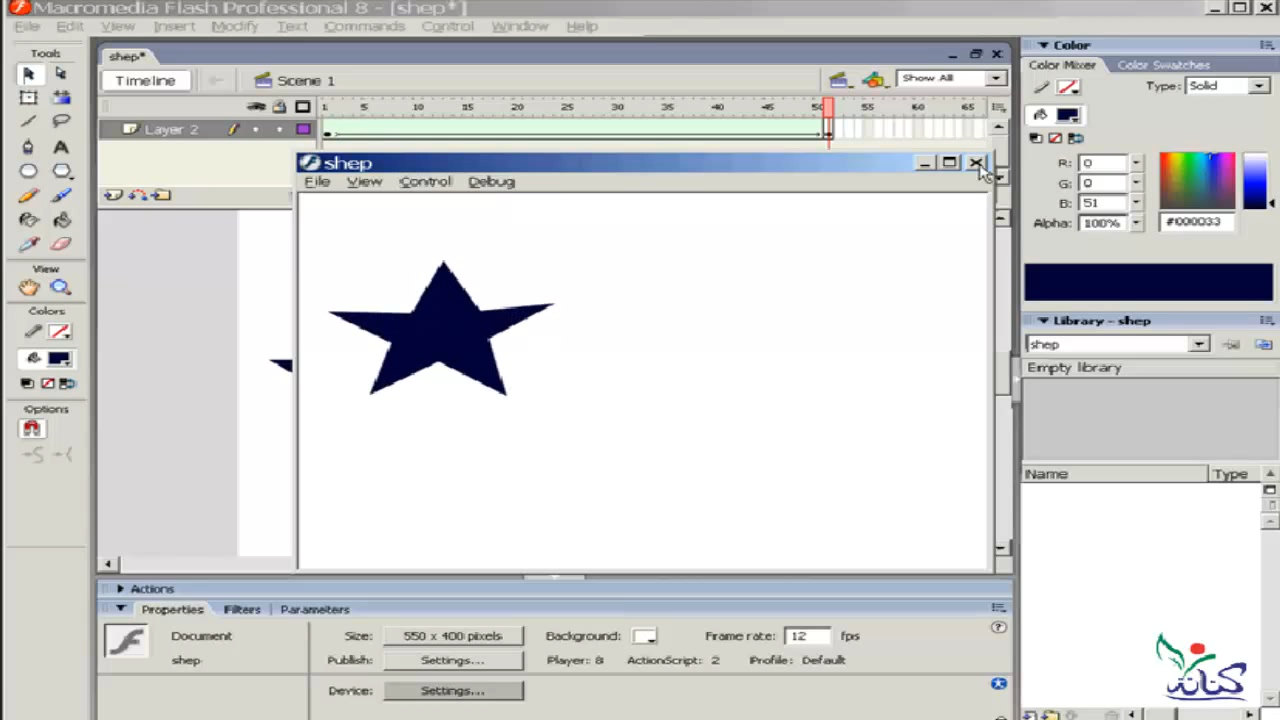 Macromedia Flash Professional 8 - [shep*]
File Edit View Insert Modify Text Commands Control Window Help
Tools
shep*
Timeline
Scene 1
Show All
1 5 10 15 20 25 30 35 40 45 50 55 60 65
Layer 2
shep
File View Control Debug
View
Colors
Options
Color
Color Mixer Color Swatches
Type: Solid
R: 0
G: 0
B: 51
Alpha: 100% #000033
Library - shep
shep
Empty library
Name Type
Actions
Properties Filters Parameters
Document
shep
Size: 550 x 400 pixels Background: Frame rate: 12 fps
Publish: Settings... Player: 8 ActionScript: 2 Profile: Default
Device: Settings...
كنانة